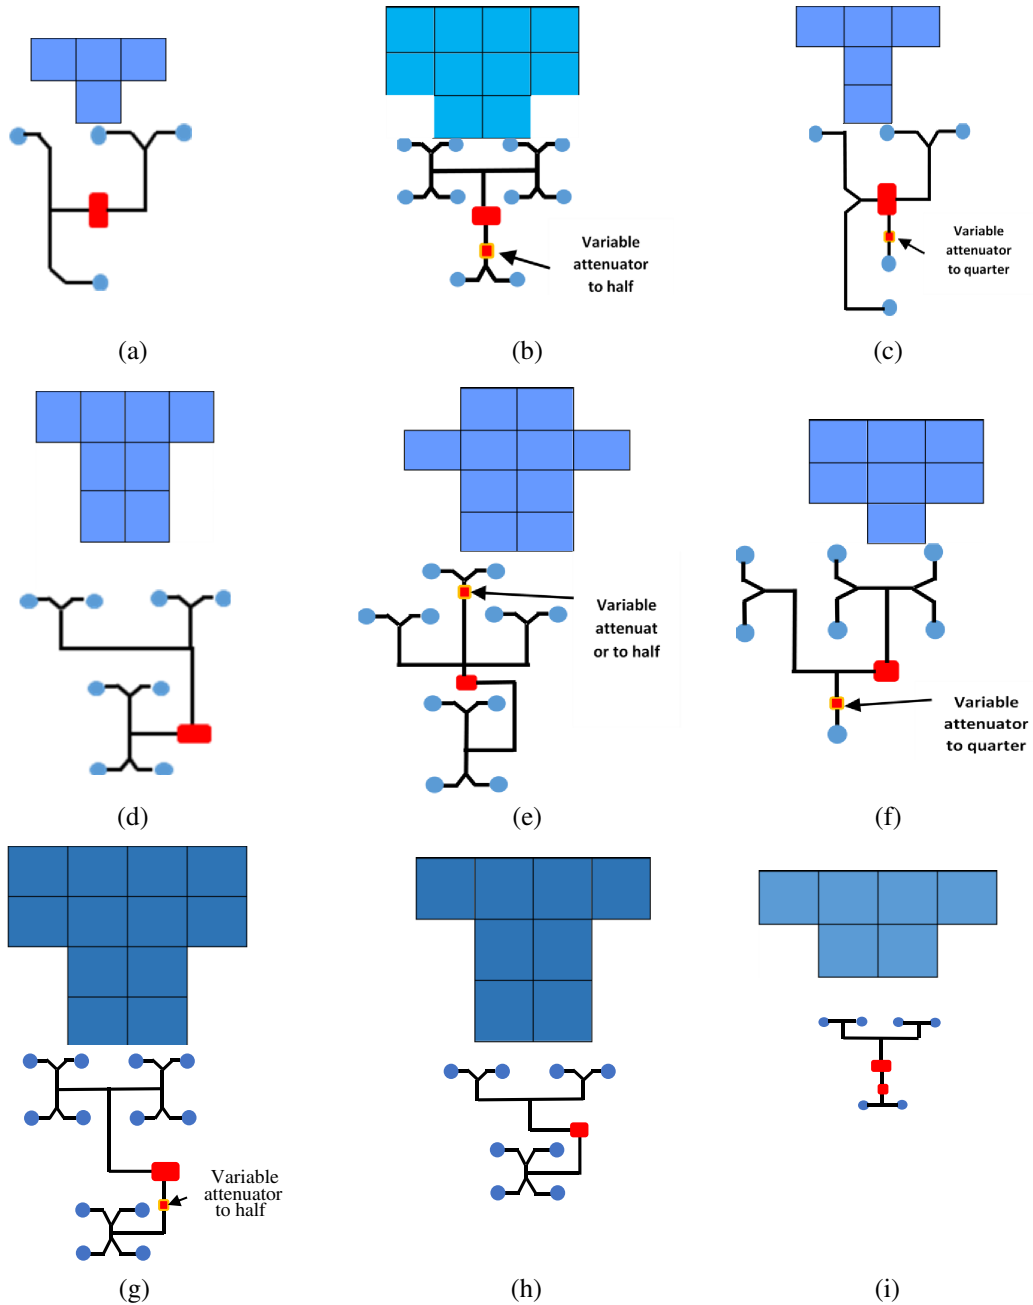 Variable
attenuator
to half
Variable
attenuator
to quarter
(a)
(b)
(c)
Variable
attenuat
or to half
Variable
attenuator
to quarter
(d)
(e)
(f)
Variable
attenuator
to half
(g)
(h)
(i)